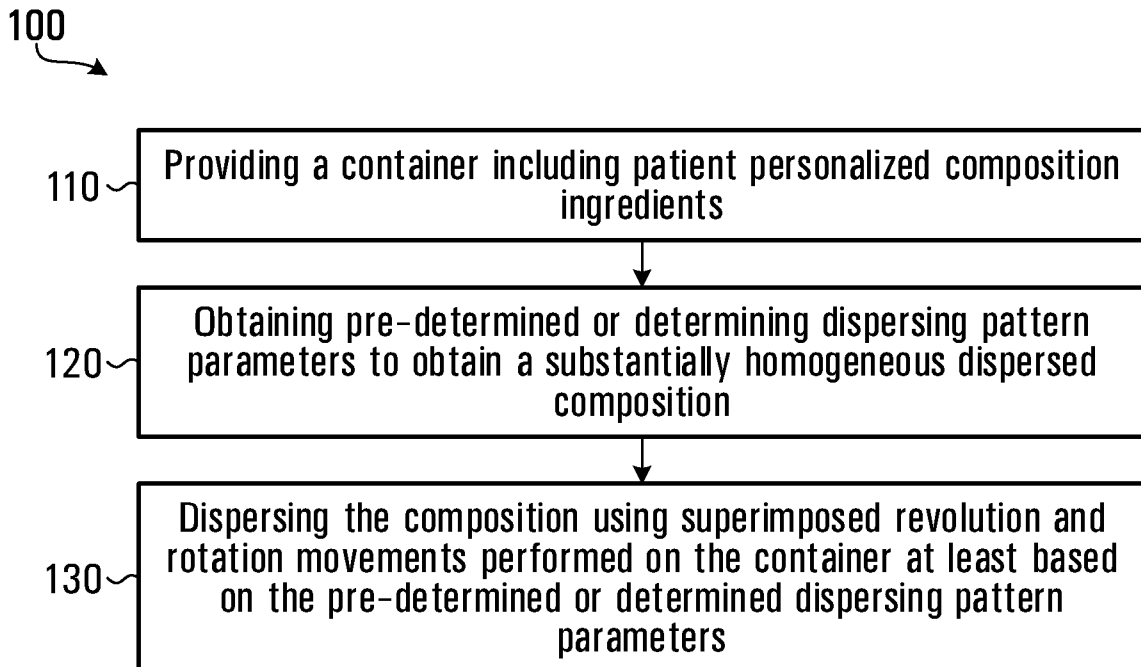 100
110
Providing a container including patient personalized composition
ingredients
120
Obtaining pre-determined or determining dispersing pattern
parameters to obtain a substantially homogeneous dispersed
composition
130
Dispersing the composition using superimposed revolution and
rotation movements performed on the container at least based
on the pre-determined or determined dispersing pattern
parameters